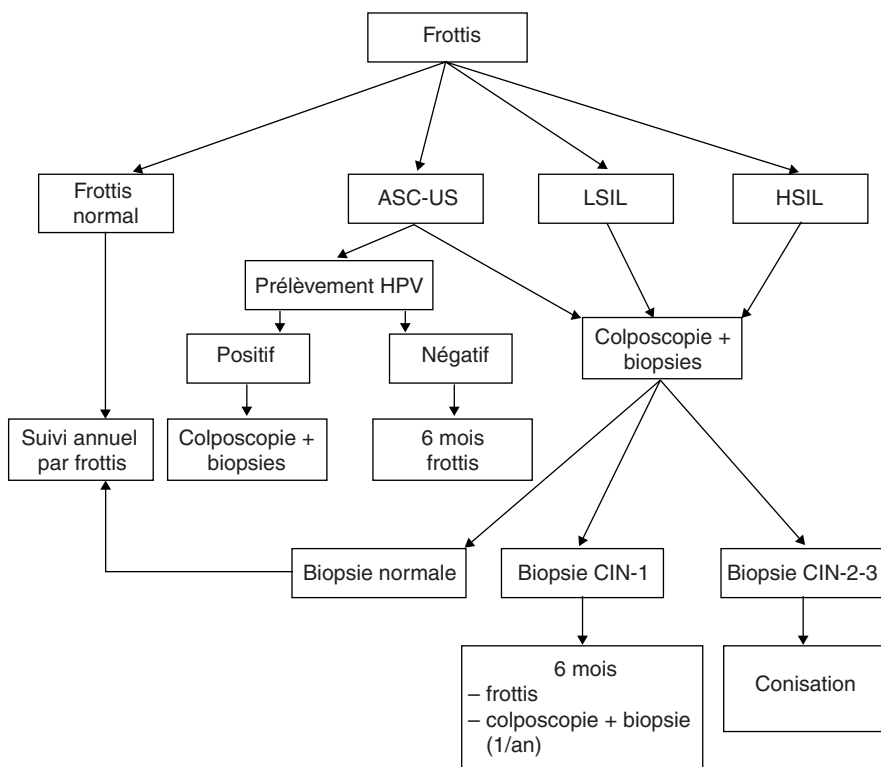 Frottis
Frottis
normal
ASC-US
LSIL
HSIL
Prélèvement HPV
Positif
Négatif
Colposcopie +
biopsies
Suivi annuel
par frottis
Colposcopie +
biopsies
6 mois
frottis
Biopsie normale
Biopsie CIN-1
Biopsie CIN-2-3
6 mois
– frottis
– colposcopie + biopsie
(1/an)
Conisation